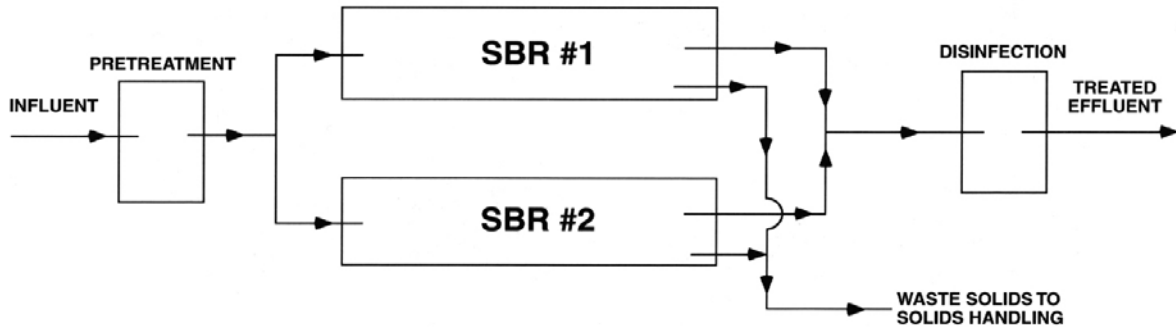 SBR #1
PRETREATMENT
DISINFECTION
INFLUENT
TREATED
EFFLUENT
SBR #2
WASTE SOLIDS TO
SOLIDS HANDLING